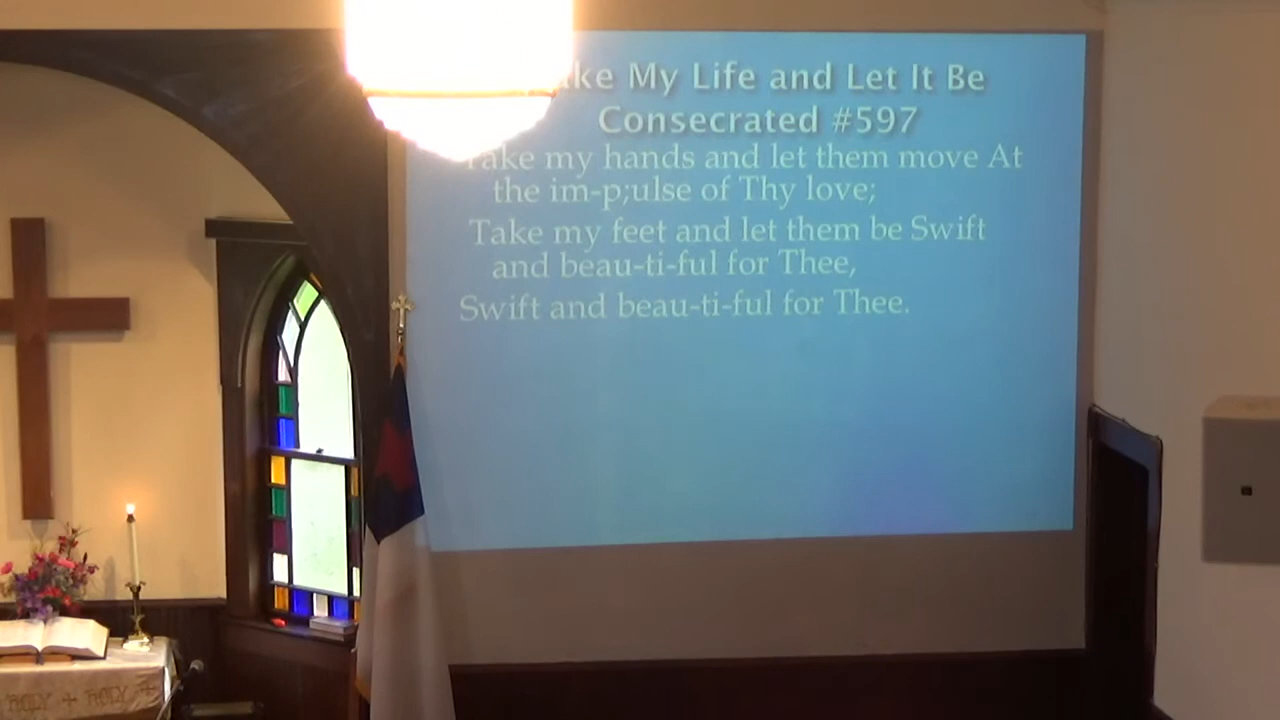 ke My Life and Let It Be
Consecrated #597
Take my hands and let them move At
the im-p;ulse of Thy love;
Take my feet and let them be Swift
and beau-ti-ful for Thee,
Swift and beau-ti-ful for Thee.
HOLY + HOLY +